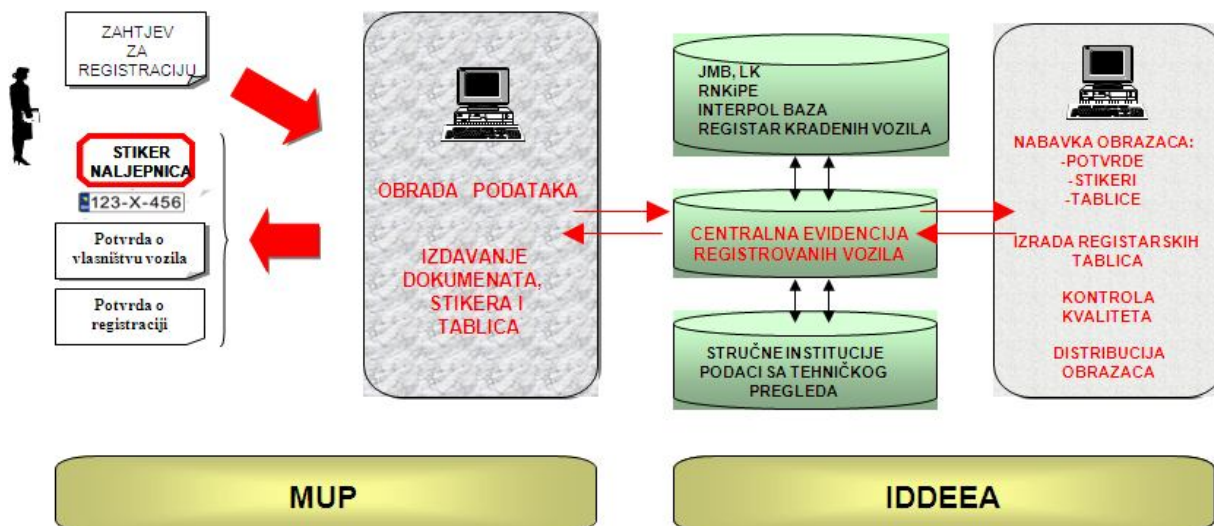 ZAHTJEV
ZA
REGISTRACIJU
STIKER
NALJEPNICA
123-X-456
Potvrda o
vlasništvu vozila
Potvrda o
registraciji
OBRADA PODATAKA
IZDAVANJE
DOKUMENATA,
STIKERA I
TABLICA
JMB, LK
RNKiPE
INTERPOL BAZA
REGISTAR KRADENIH VOZILA
CENTRALNA EVIDENCIJA
REGISTROVANIH VOZILA
STRUČNE INSTITUCIJE
PODACI SA TEHNIČKOG
PREGLEDA
NABAVKA OBRAZACA:
-POTVRDE
-STIKERI
-TABLICE
IZRADA REGISTARSKIH
TABLICA
KONTROLA
KVALITETA
DISTRIBUCIJA
OBRAZACA
MUP
IDDEEA